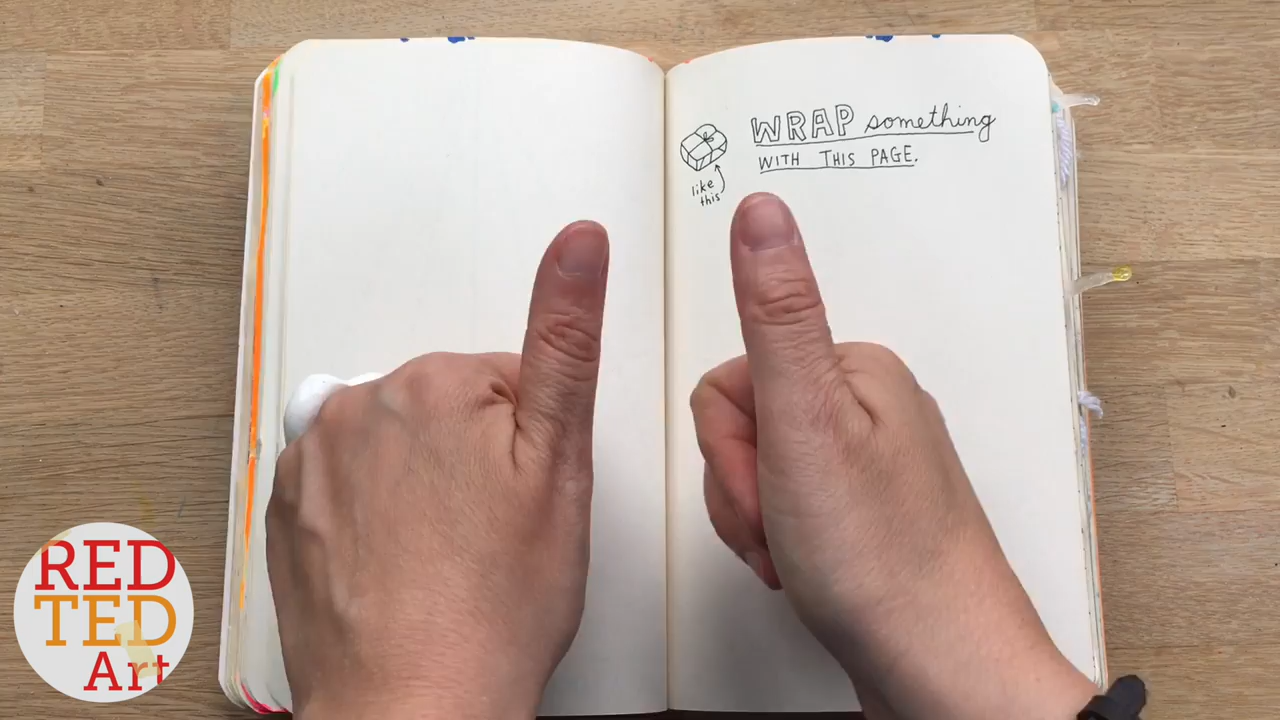 WRAP something
WITH THIS PAGE.
like
this
RED
TED
Art